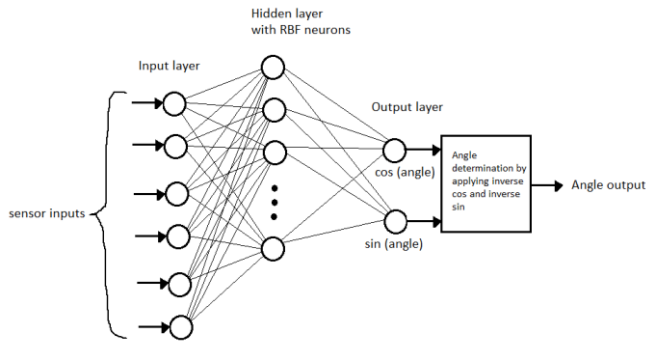 Hidden layer
with RBF neurons
Input layer
Output layer
sensor inputs
cos (angle)
sin (angle)
Angle
determination by
applying inverse
cos and inverse
sin
Angle output